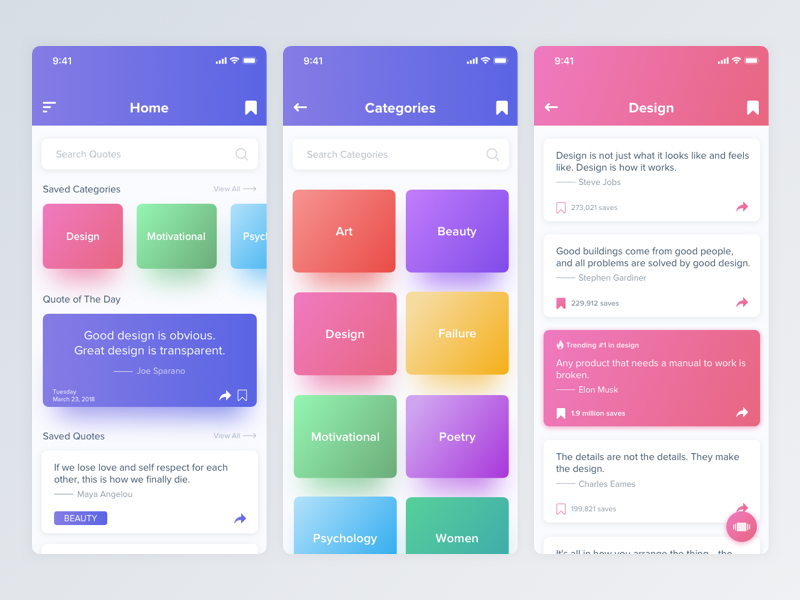 9:41
Home
Search Quotes
Saved Categories
View All
Design
Motivational
Quote of The Day
Good design is obvious.
Great design is transparent.
Joe Sparano
Tuesday
March 23, 2018
Saved Quotes
View All
If we lose love and self respect for each
other, this is how we finally die.
Maya Angelou
BEAUTY
9:41
Categories
Search Categories
Art
Beauty
Design
Failure
Motivational
Poetry
Psychology
Women
9:41
Design
Design is not just what it looks like and feels
like. Design is how it works.
Steve Jobs
273,021 saves
Good buildings come from good people,
and all problems are solved by good design.
Stephen Gardiner
229,912 saves
Trending #1 in design
Any product that needs a manual to work is
broken.
Elon Musk
1.9 million saves
The details are not the details. They make
the design.
Charles Eames
199,821 saves
It's all in how you arrange the thing... the